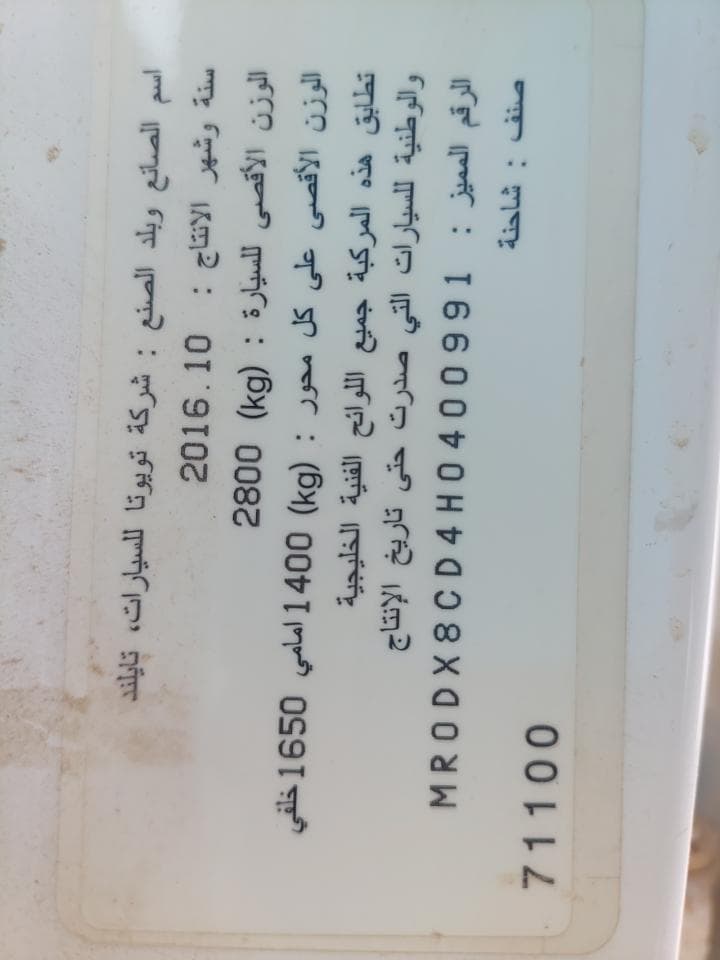 اسم الصانع وبلد الصنع : شركة تويوتا للسيارات، تايلند
سنة وشهر الانتاج : 2016.10
الوزن الأقصى للسيارة : (kg) 2800
الوزن الأقصى على كل محور : (kg) 1400 امامي 1650 خلفي
تطابق هذه المركبة جميع اللوائح الفنية الخليجية
والوطنية للسيارات التي صدرت حتى تاريخ الإنتاج
الرقم المميز : MR0DX8CD4H0400991
صنف : شاحنة
71100